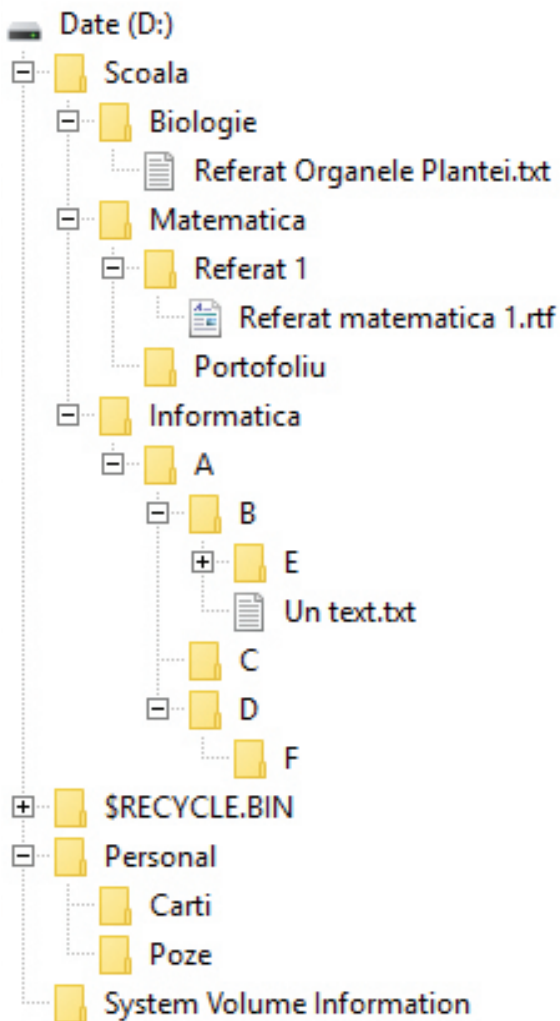 Date (D:)
Scoala
Biologie
Referat Organele Plantei.txt
Matematica
Referat 1
Referat matematica 1.rtf
Portofoliu
Informatica
A
B
E
Un text.txt
C
D
F
$RECYCLE.BIN
Personal
Carti
Poze
System Volume Information